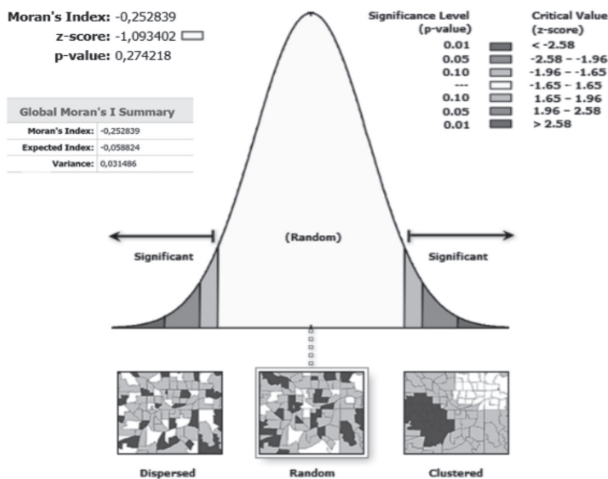 Moran's Index: -0,252839
z-score: -1,093402
p-value: 0,274218
Global Moran's I Summary
Moran's Index: -0,252839
Expected Index: -0,058824
Variance: 0,031486
Significance Level Critical Value
(p-value) (z-score)
0.01 < -2.58
0.05 -2.58 – -1.96
0.10 -1.96 – -1.65
--- -1.65 – 1.65
0.10 1.65 – 1.96
0.05 1.96 – 2.58
0.01 > 2.58
(Random)
Significant Significant
Dispersed Random Clustered